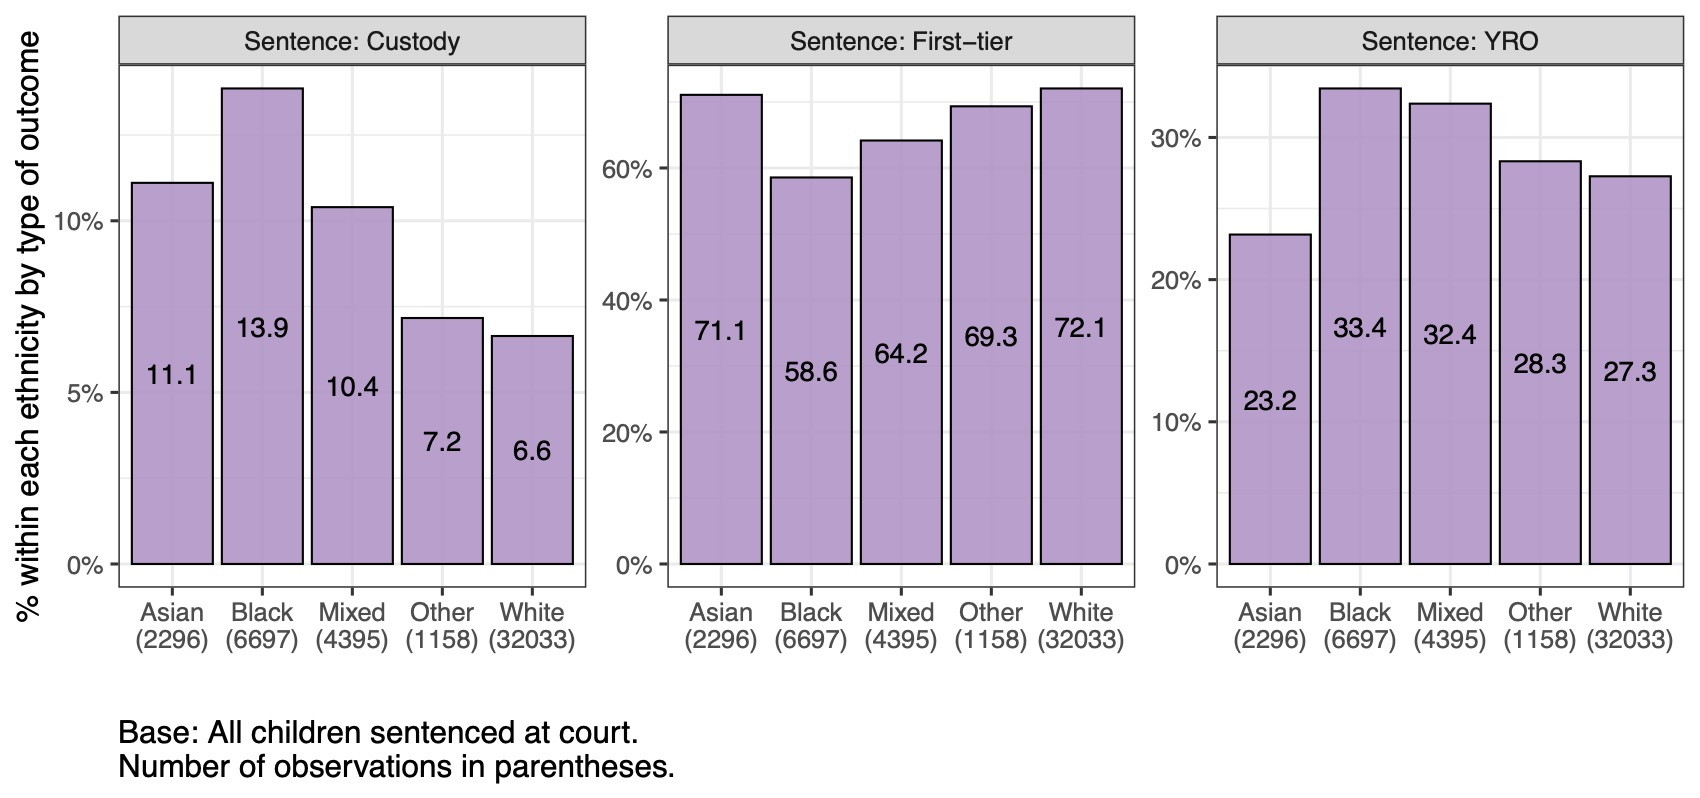 % within each ethnicity by type of outcome
Sentence: Custody
10%
5%
0%
11.1
13.9
10.4
7.2
6.6
Asian
(2296)
Black
(6697)
Mixed
(4395)
Other
(1158)
White
(32033)
Sentence: First−tier
60%
40%
20%
0%
71.1
58.6
64.2
69.3
72.1
Asian
(2296)
Black
(6697)
Mixed
(4395)
Other
(1158)
White
(32033)
Sentence: YRO
30%
20%
10%
0%
23.2
33.4
32.4
28.3
27.3
Asian
(2296)
Black
(6697)
Mixed
(4395)
Other
(1158)
White
(32033)
Base: All children sentenced at court.
Number of observations in parentheses.